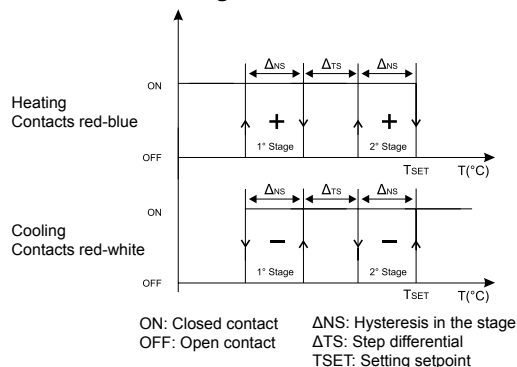 ΔNS ΔTS ΔNS
ON
Heating
Contacts red-blue
+ +
1° Stage 2° Stage
OFF
TSET T(°C)
ΔNS ΔTS ΔNS
ON
Cooling
Contacts red-white
– –
1° Stage 2° Stage
OFF
TSET T(°C)
ON: Closed contact ΔNS: Hysteresis in the stage
OFF: Open contact ΔTS: Step differential
TSET: Setting setpoint